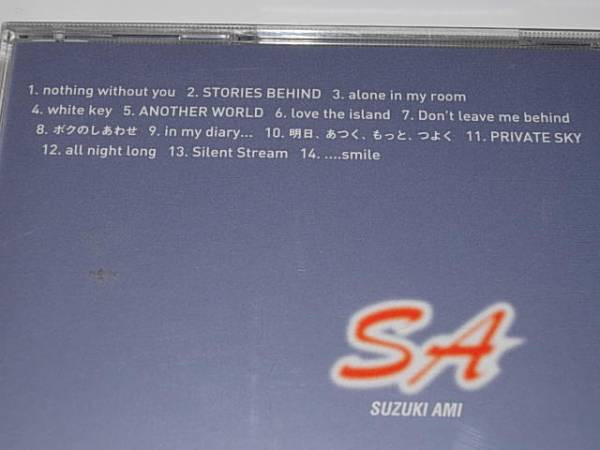 1. nothing without you 2. STORIES BEHIND 3. alone in my room
4. white key 5. ANOTHER WORLD 6. love the island 7. Don't leave me behind
8. ボクのしあわせ 9. in my diary... 10. 明日、あつく、もっと、つよく 11. PRIVATE SKY
12. all night long 13. Silent Stream 14. ....smile
SA
SUZUKI AMI